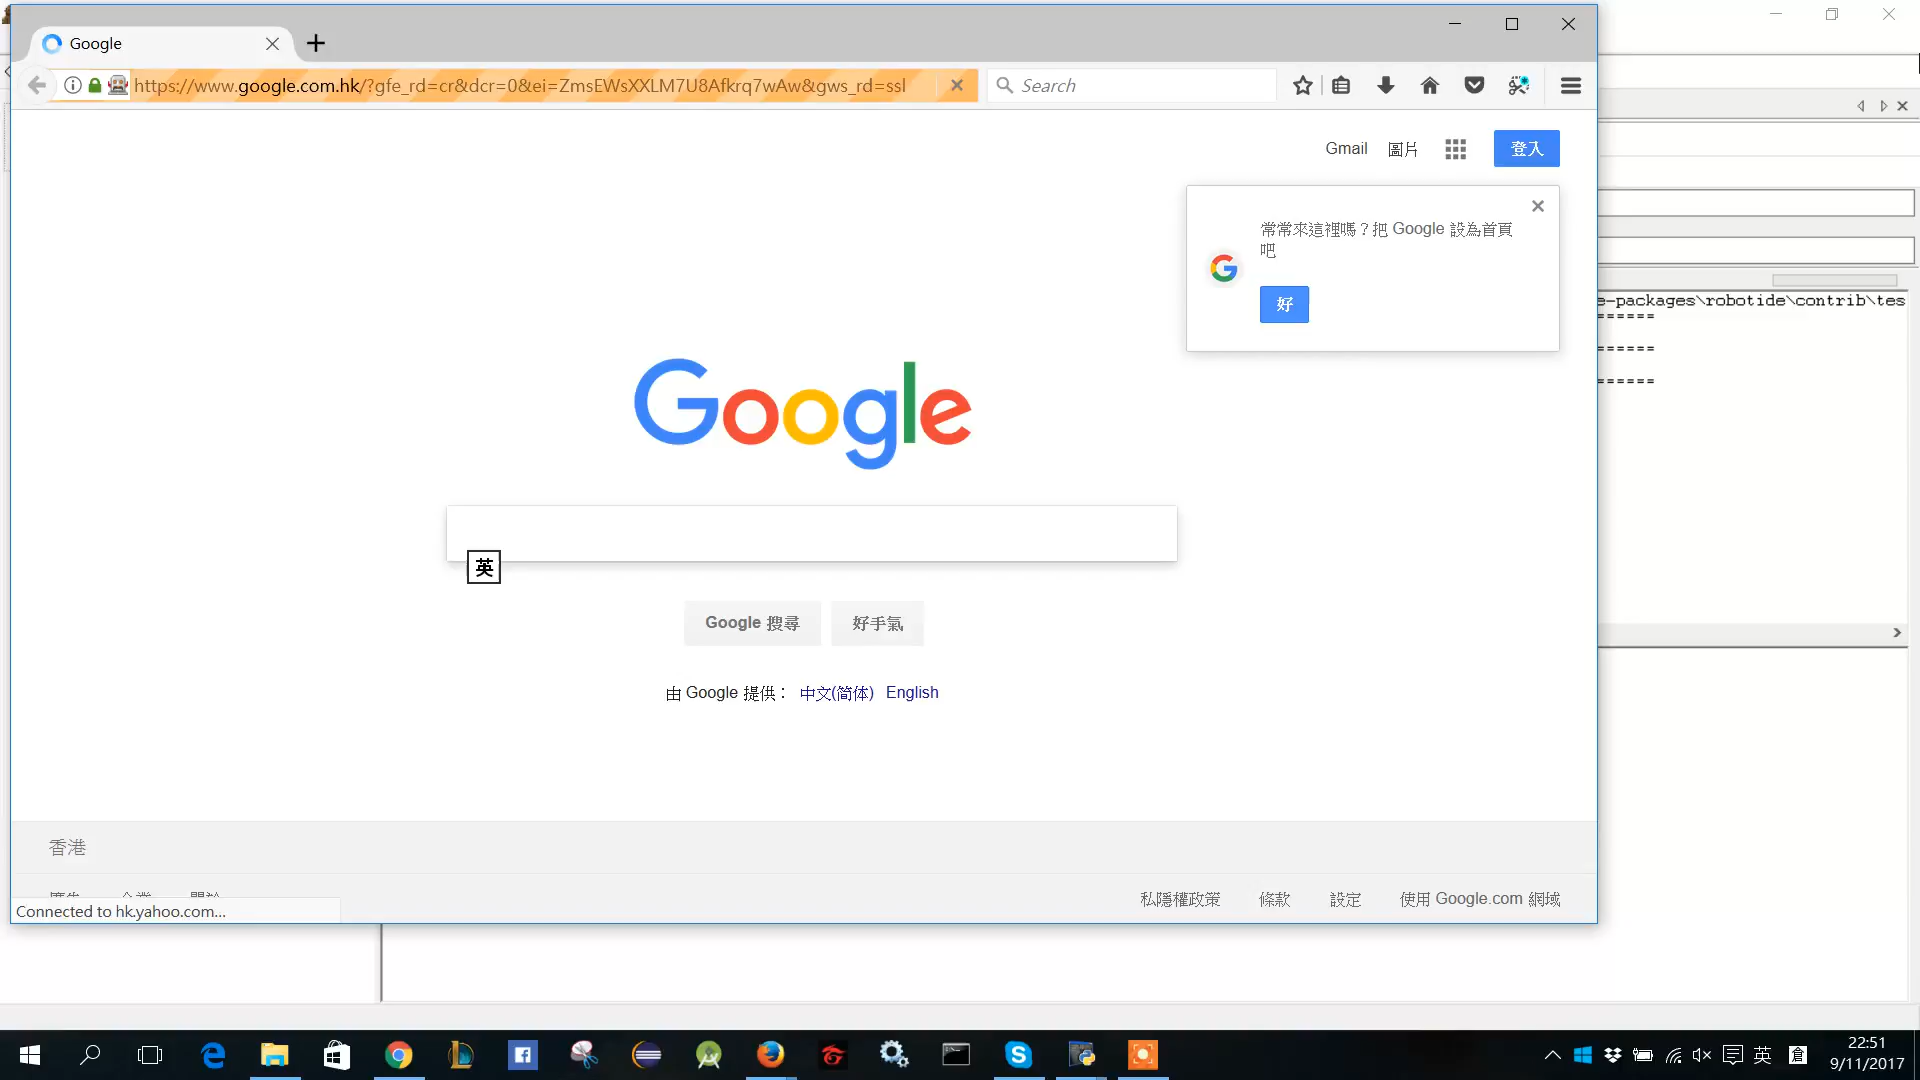 Google
https://www.google.com.hk/?gfe_rd=cr&dcr=0&ei=ZmsEWsXXLM7U8Afkrq7wAw&gws_rd=ssl
Search
Gmail 圖片 登入
常常來這裡嗎？把 Google 設為首頁
吧
好
e-packages\robotide\contrib\tes
======
======
======
Google
英
Google 搜尋 好手氣
由 Google 提供： 中文(简体) English
香港
私隱權政策 條款 設定 使用 Google.com 網域
Connected to hk.yahoo.com...
英 倉
22:51
9/11/2017